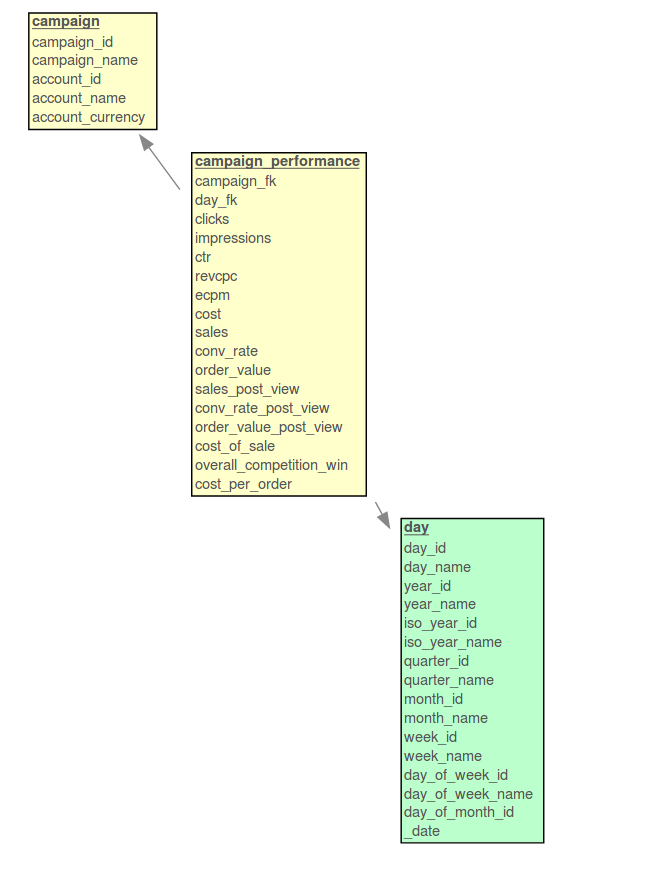 campaign
campaign_id
campaign_name
account_id
account_name
account_currency
campaign_performance
campaign_fk
day_fk
clicks
impressions
ctr
revcpc
ecpm
cost
sales
conv_rate
order_value
sales_post_view
conv_rate_post_view
order_value_post_view
cost_of_sale
overall_competition_win
cost_per_order
day
day_id
day_name
year_id
year_name
iso_year_id
iso_year_name
quarter_id
quarter_name
month_id
month_name
week_id
week_name
day_of_week_id
day_of_week_name
day_of_month_id
_date